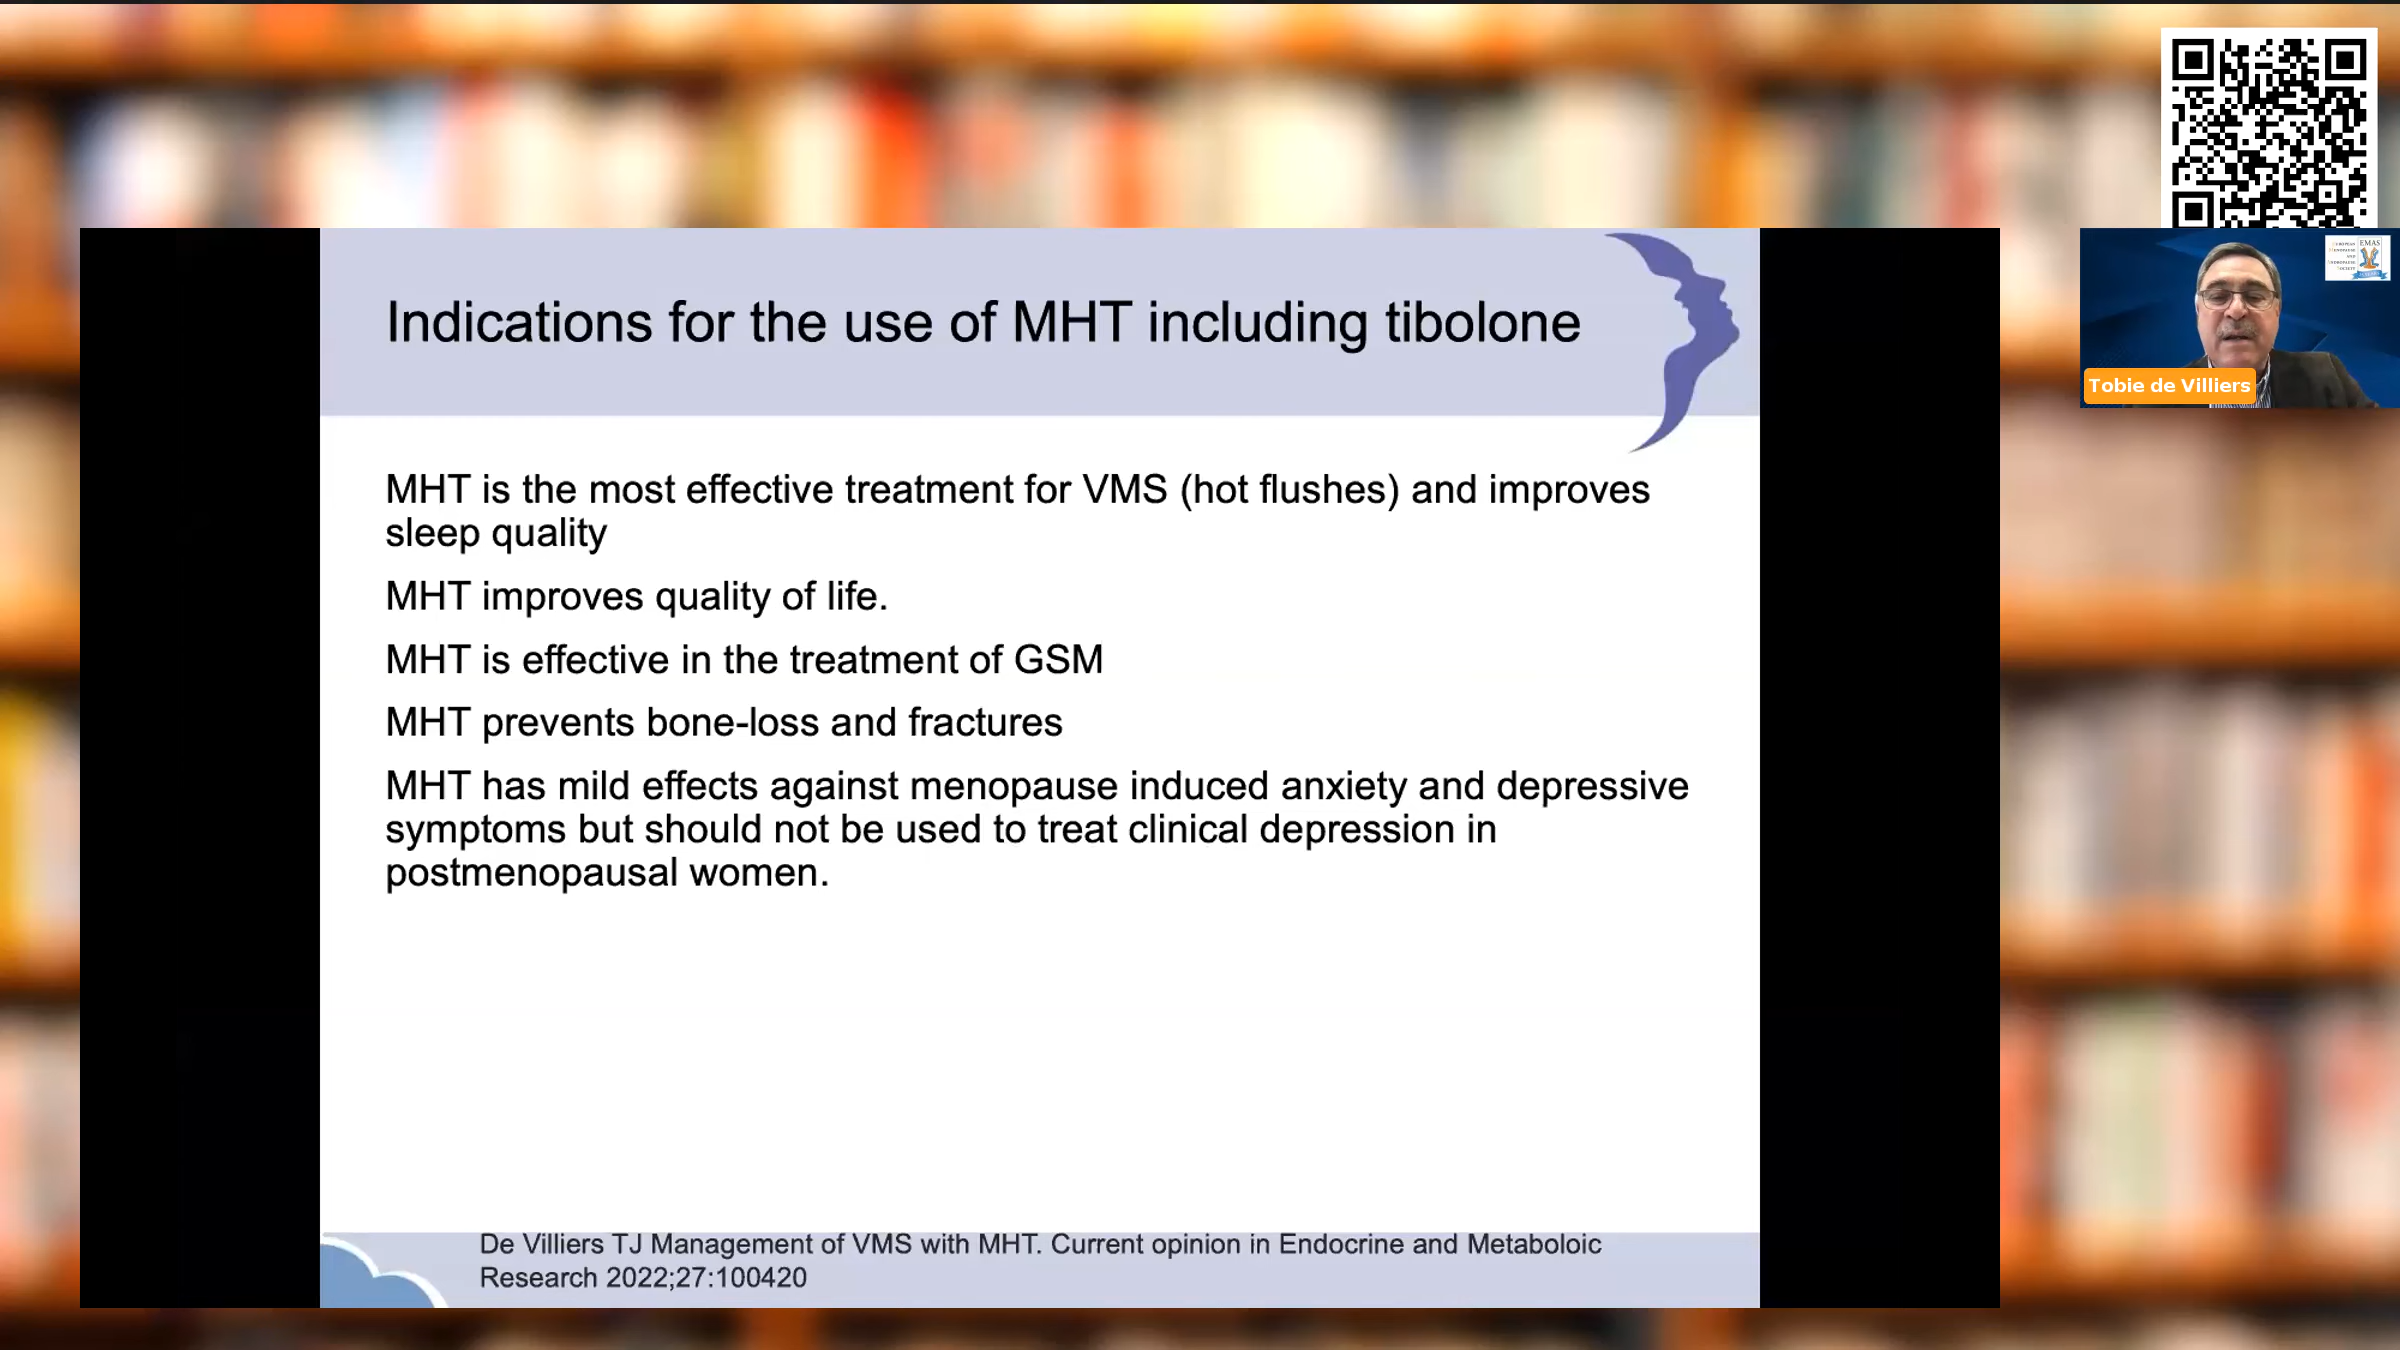 Indications for the use of MHT including tibolone
MHT is the most effective treatment for VMS (hot flushes) and improves
sleep quality
MHT improves quality of life.
MHT is effective in the treatment of GSM
MHT prevents bone-loss and fractures
MHT has mild effects against menopause induced anxiety and depressive
symptoms but should not be used to treat clinical depression in
postmenopausal women.
De Villiers TJ Management of VMS with MHT. Current opinion in Endocrine and Metaboloic
Research 2022;27:100420
EMAS
Tobie de Villiers